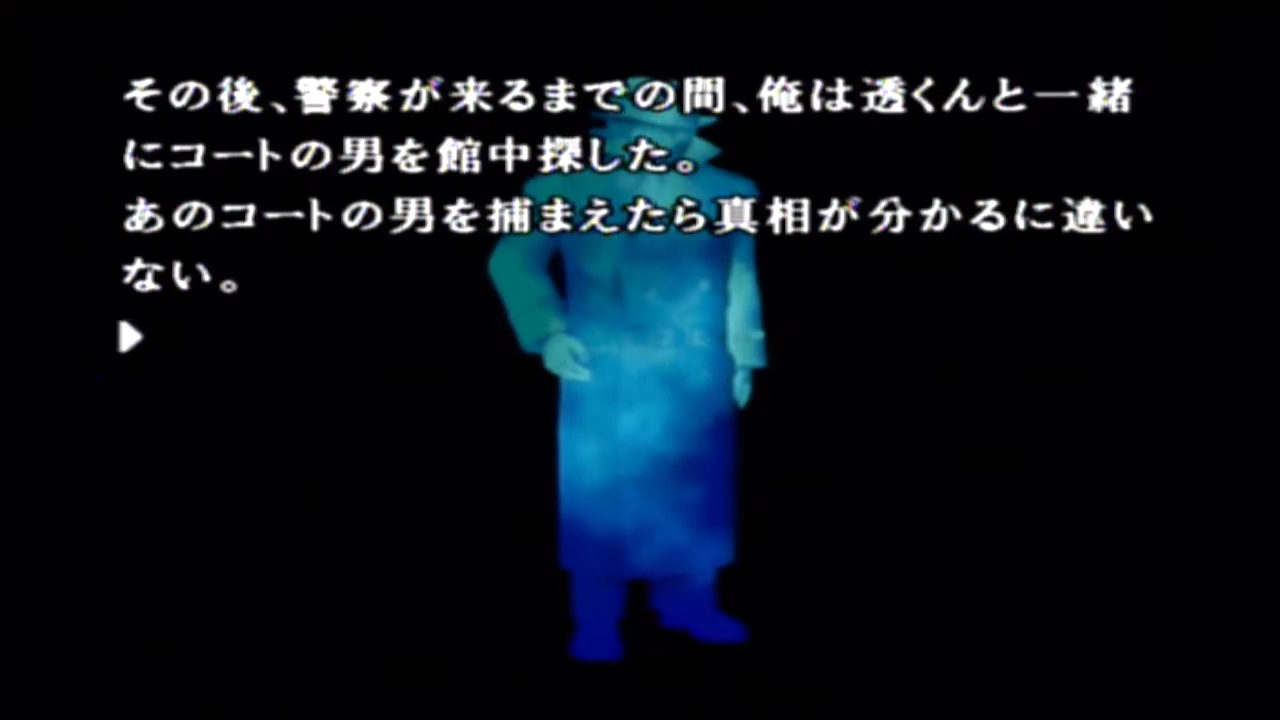 その後、警察が来るまでの間、俺は透くんと一緒
にコートの男を館中探した。
あのコートの男を捕まえたら真相が分かるに違い
ない。